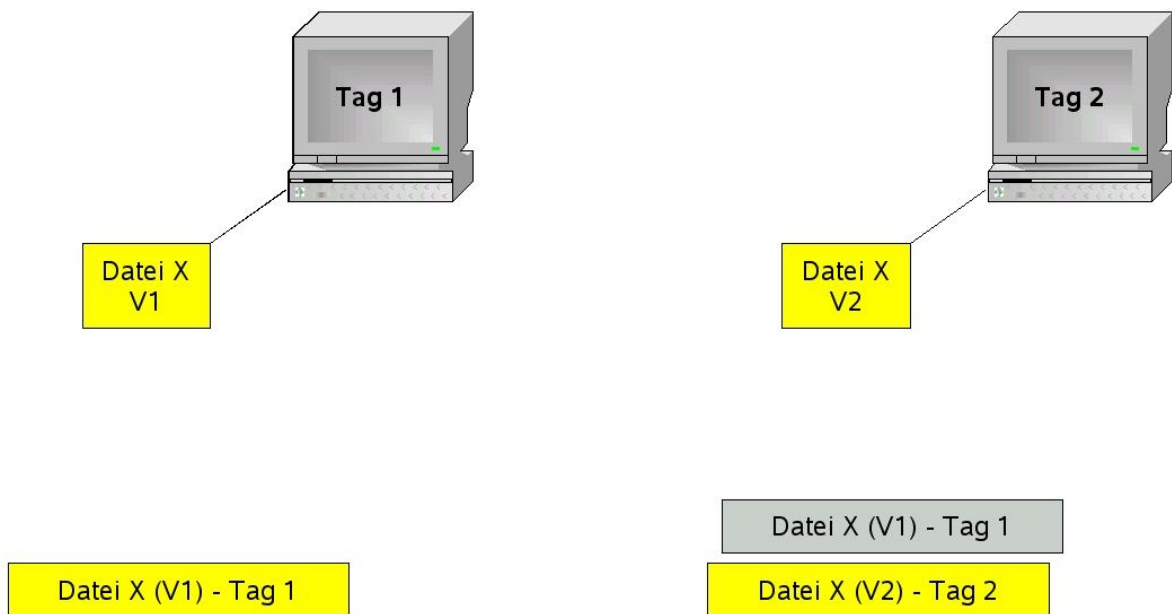 Tag 1
Tag 2
Datei X
V1
Datei X
V2
Datei X (V1) - Tag 1
Datei X (V1) - Tag 1
Datei X (V2) - Tag 2